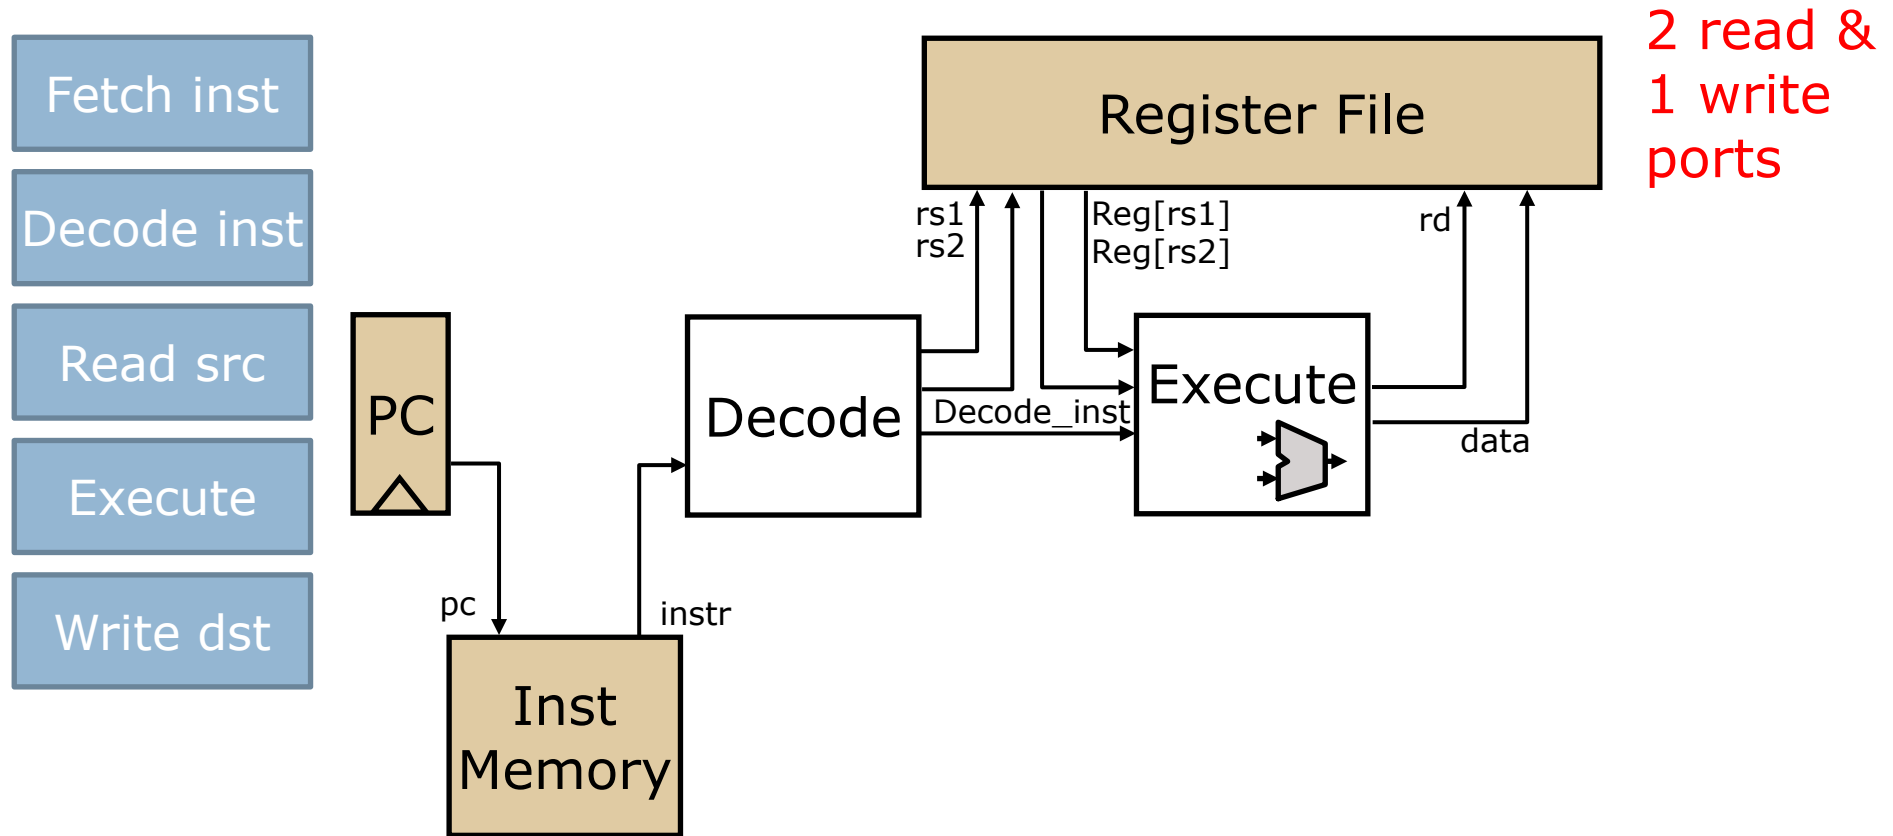 Fetch inst
Decode inst
Read src
Execute
Write dst
PC
pc
Inst
Memory
instr
Decode
rs1
rs2
Decode_inst
Register File
Reg[rs1]
Reg[rs2]
Execute
rd
data
2 read &
1 write
ports